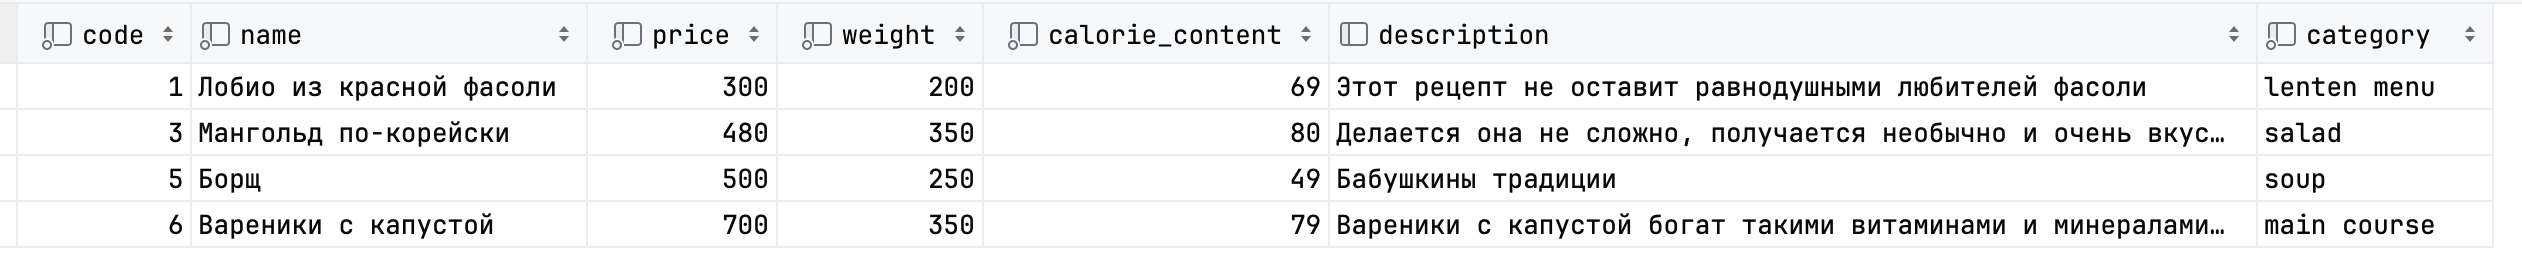 code name price weight calorie_content description category
1 Лобио из красной фасоли 300 200 69 Этот рецепт не оставит равнодушными любителей фасоли lenten menu
3 Мангольд по-корейски 480 350 80 Делается она не сложно, получается необычно и очень вкус… salad
5 Борщ 500 250 49 Бабушкины традиции soup
6 Вареники с капустой 700 350 79 Вареники с капустой богат такими витаминами и минералами… main course